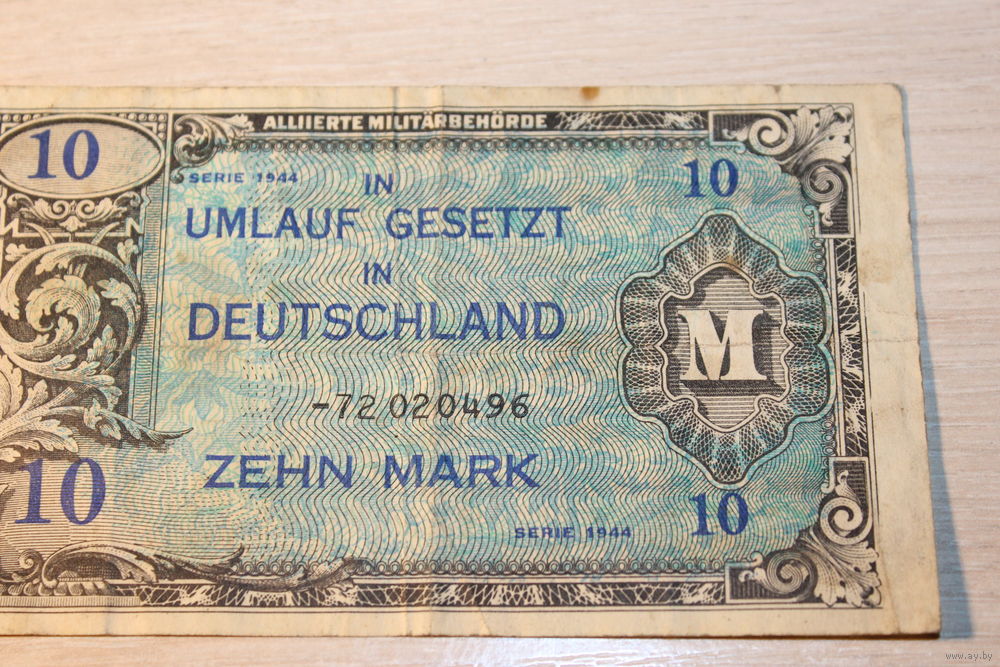 ALLIIERTE MILITÄRBEHÖRDE
10
SERIE 1944
IN
10
UMLAUF GESETZT
IN
DEUTSCHLAND
M
-72 020496
ZEHN MARK
10
10
SERIE 1944
www.ay.by